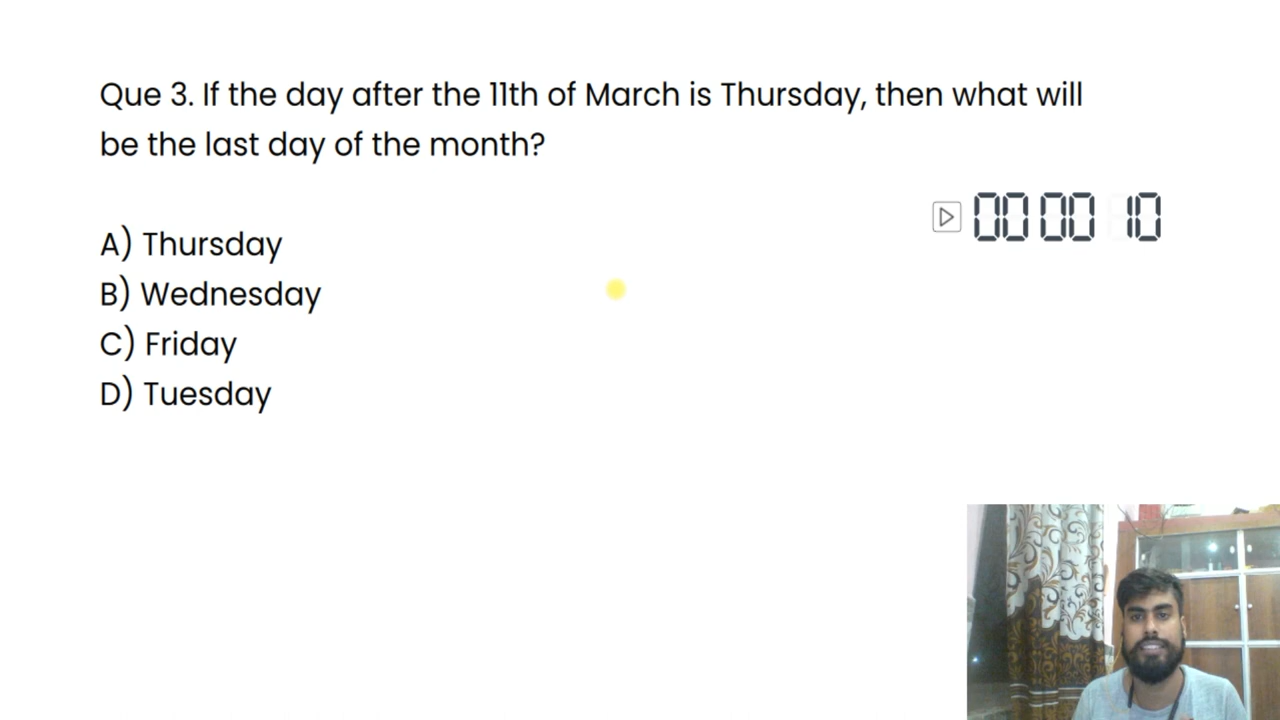 Que 3. If the day after the 11th of March is Thursday, then what will
be the last day of the month?
00 00 10
A) Thursday
B) Wednesday
C) Friday
D) Tuesday